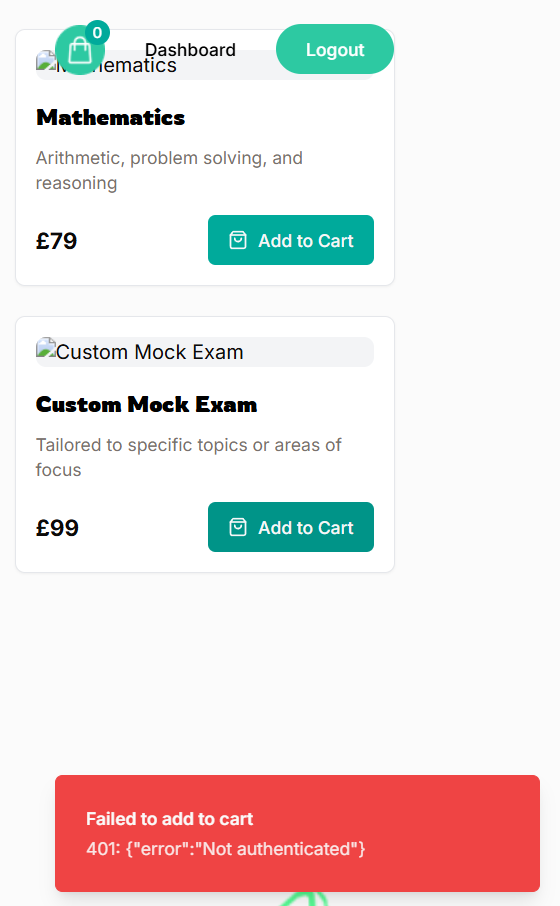 0
Dashboard
Logout
Mathematics
Arithmetic, problem solving, and
reasoning
£79
Add to Cart
Custom Mock Exam
Custom Mock Exam
Tailored to specific topics or areas of
focus
£99
Add to Cart
Failed to add to cart
401: {"error":"Not authenticated"}